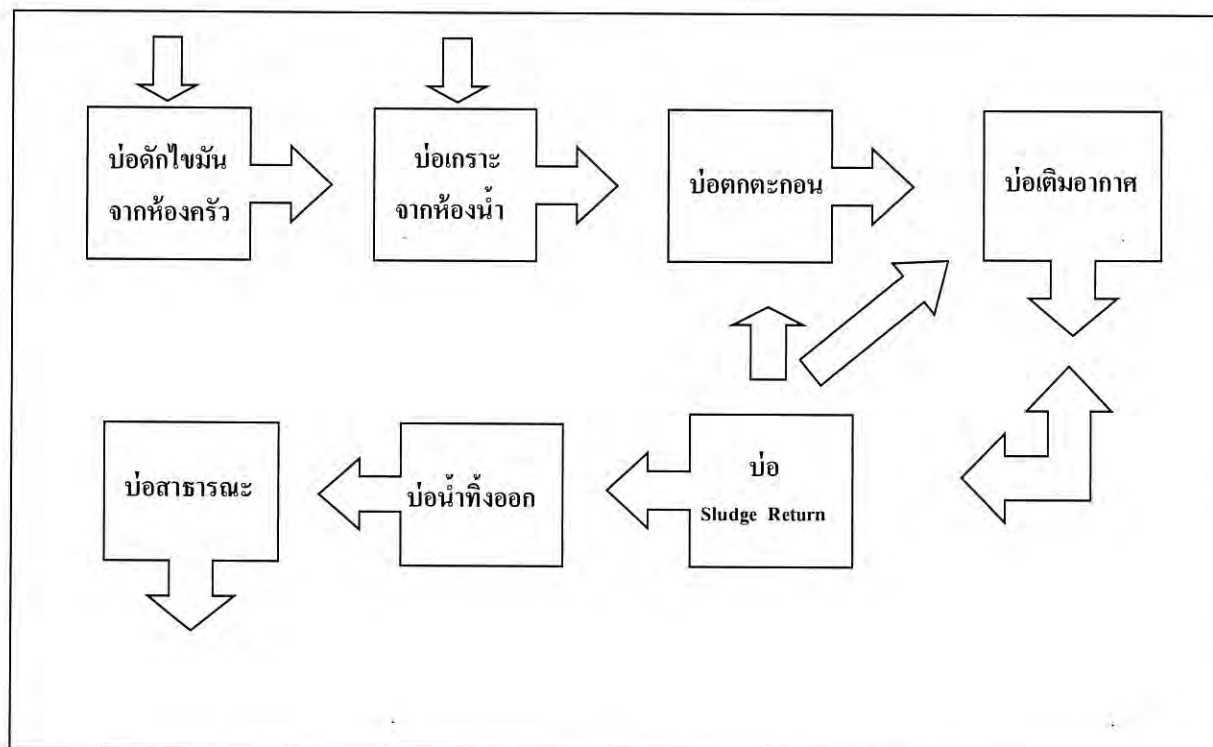 บ่อดักไขมัน
จากห้องครัว
บ่อเกราะ
จากห้องน้ำ
บ่อตกตะกอน
บ่อเติมอากาศ
บ่อสาธารณะ
บ่อน้ำทิ้งออก
บ่อ
Sludge Return